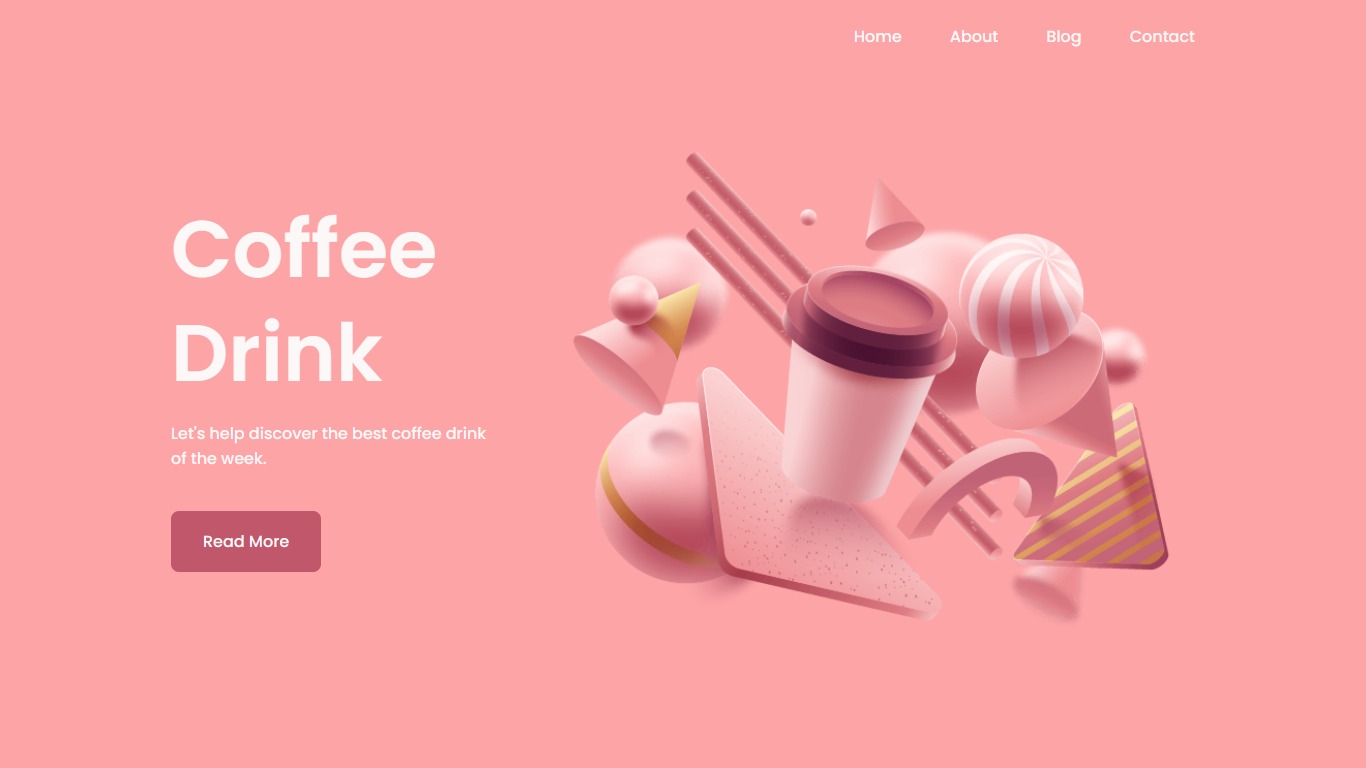 Home About Blog Contact
Coffee
Drink
Let's help discover the best coffee drink
of the week.
Read More